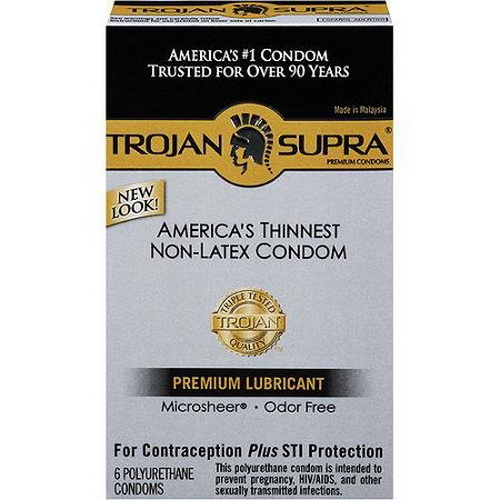 AMERICA'S #1 CONDOM
TRUSTED FOR OVER 90 YEARS
Made in Malaysia
TROJAN SUPRA®
PREMIUM CONDOMS
NEW
LOOK!
AMERICA'S THINNEST
NON-LATEX CONDOM
TRIPLE TESTED
TROJAN
QUALITY
PREMIUM LUBRICANT
Microsheer® • Odor Free
For Contraception Plus STI Protection
6 POLYURETHANE
CONDOMS
This polyurethane condom is intended to
prevent pregnancy, HIV/AIDS, and other
sexually transmitted infections.